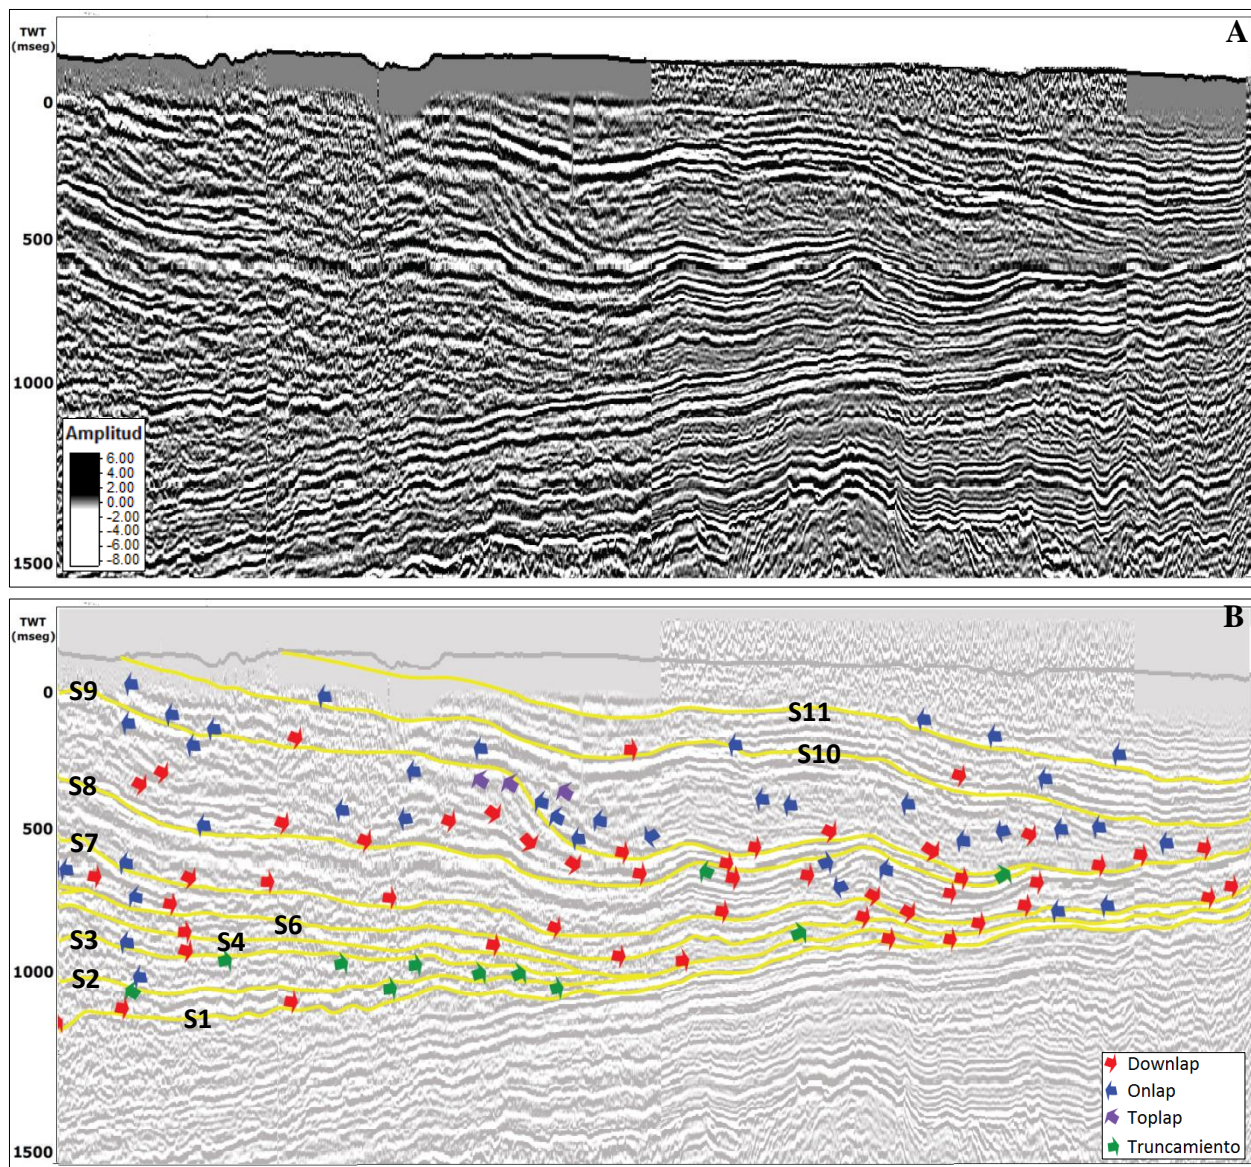 A
TWT
(mseg)
0
500
1000
1500
Amplitud
6.00
4.00
2.00
0.00
-2.00
-4.00
-6.00
-8.00
B
TWT
(mseg)
0
500
1000
1500
S9
S11
S10
S8
S7
S6
S3
S4
S2
S1
Downlap
Onlap
Toplap
Truncamiento